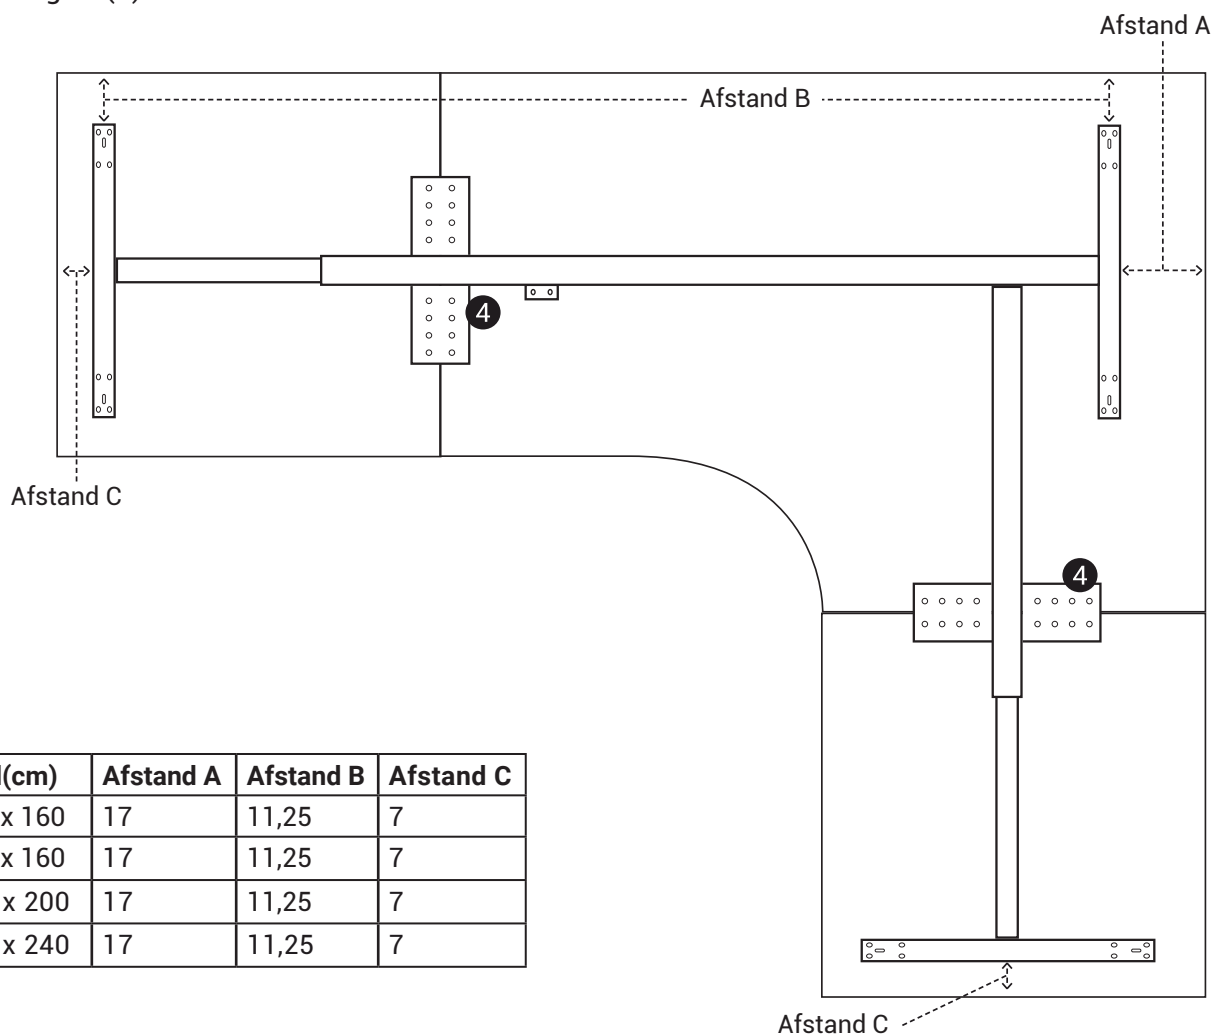 Afstand A
Afstand B
4
Afstand C
4
(cm) Afstand A Afstand B Afstand C
x 160 17 11,25 7
x 160 17 11,25 7
x 200 17 11,25 7
x 240 17 11,25 7
Afstand C